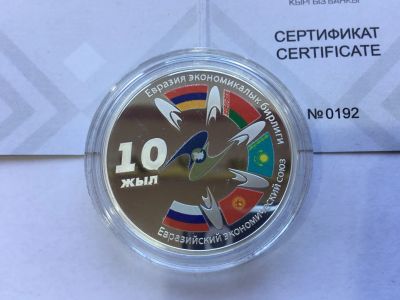 КЫРГЫЗ БАНКЫ
СЕРТИФИКАТ
CERTIFICATE
№0192
Евразия экономикалык бирлиги
10
жыл
Евразийский экономический союз